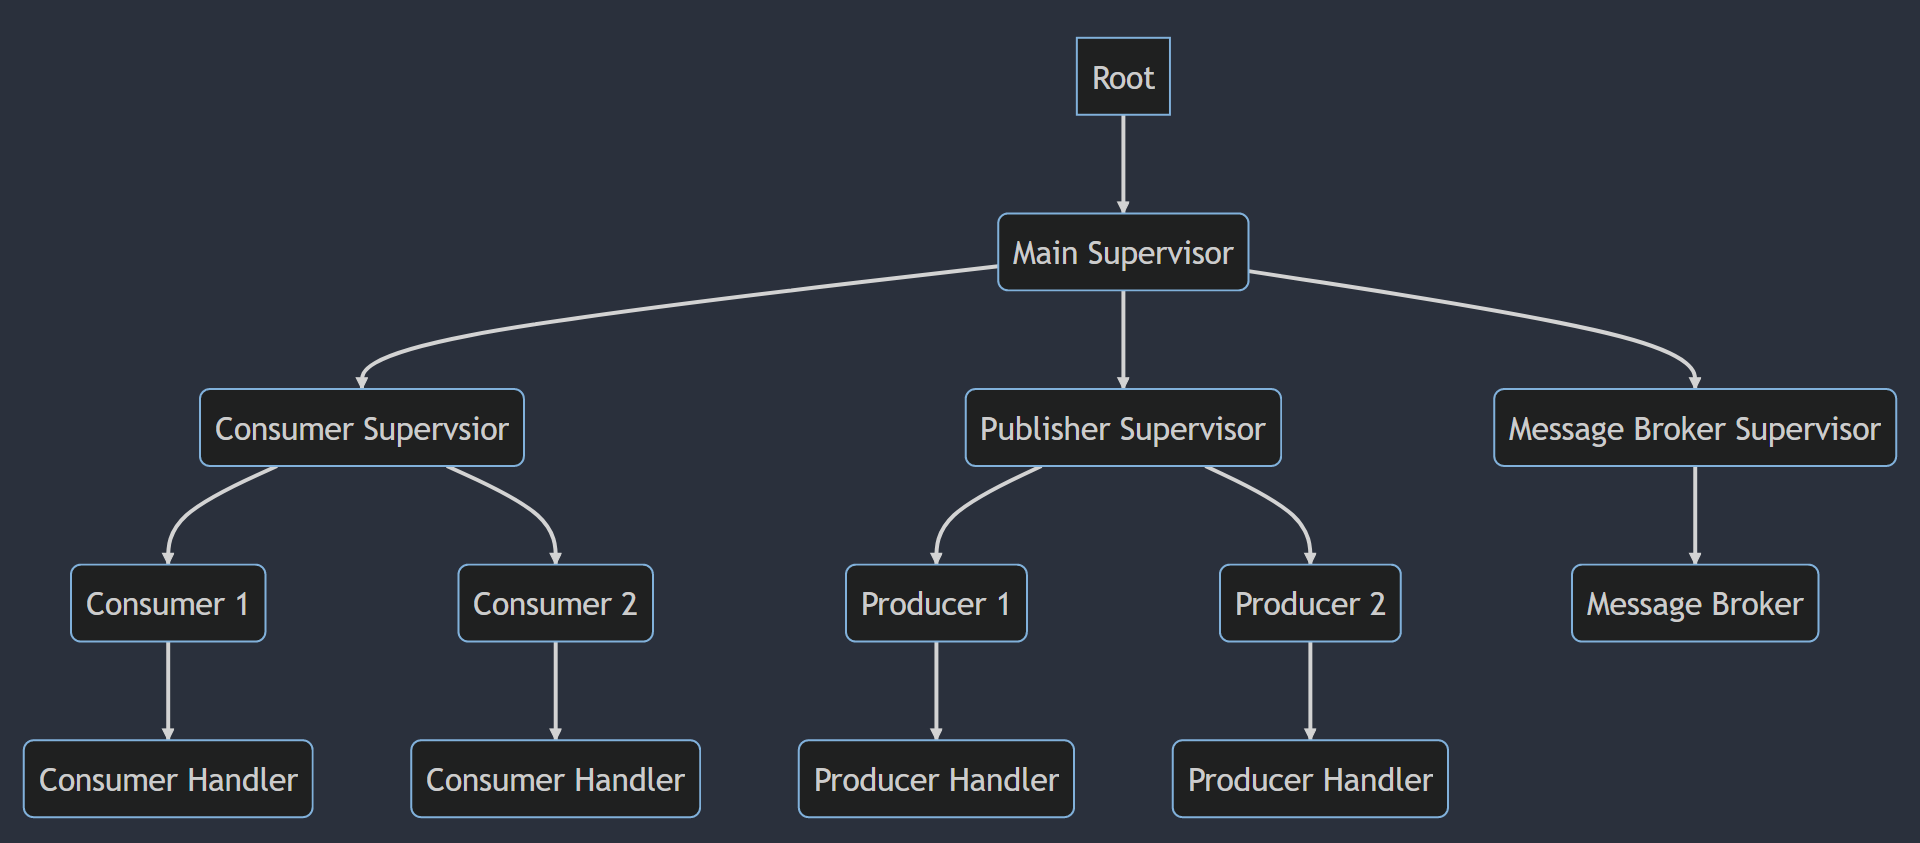 Root
Main Supervisor
Consumer Supervsior
Publisher Supervisor
Message Broker Supervisor
Consumer 1
Consumer 2
Producer 1
Producer 2
Message Broker
Consumer Handler
Consumer Handler
Producer Handler
Producer Handler